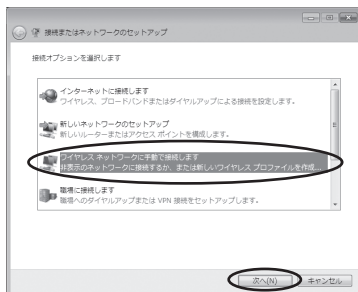 接続またはネットワークのセットアップ
接続オプションを選択します
インターネットに接続します
ワイヤレス、ブロードバンドまたはダイヤルアップによる接続を設定します。
新しいネットワークのセットアップ
新しいルーターまたはアクセス ポイントを構成します。
ワイヤレス ネットワークに手動で接続します
非表示のネットワークに接続するか、または新しいワイヤレス プロファイルを作成...
職場に接続します
職場へのダイヤルアップまたは VPN 接続をセットアップします。
次へ(N)
キャンセル